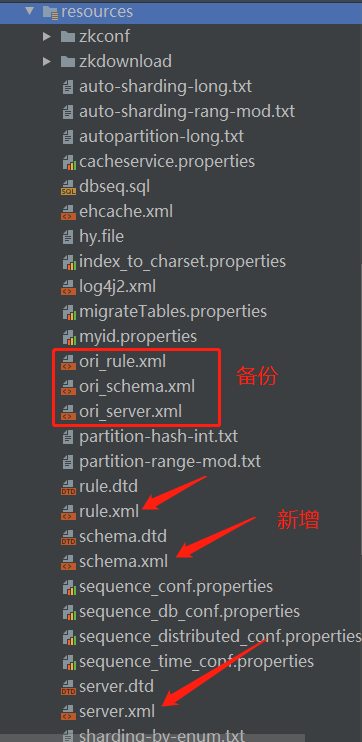 resources
zkconf
zkdownload
auto-sharding-long.txt
auto-sharding-rang-mod.txt
autopartition-long.txt
cacheservice.properties
dbseq.sql
ehcache.xml
hy.file
index_to_charset.properties
log4j2.xml
migrateTables.properties
myid.properties
ori_rule.xml
ori_schema.xml
备份
ori_server.xml
partition-hash-int.txt
partition-range-mod.txt
rule.dtd
rule.xml
新增
schema.dtd
schema.xml
sequence_conf.properties
sequence_db_conf.properties
sequence_distributed_conf.properties
sequence_time_conf.properties
server.dtd
server.xml
sharding-by-enum.txt